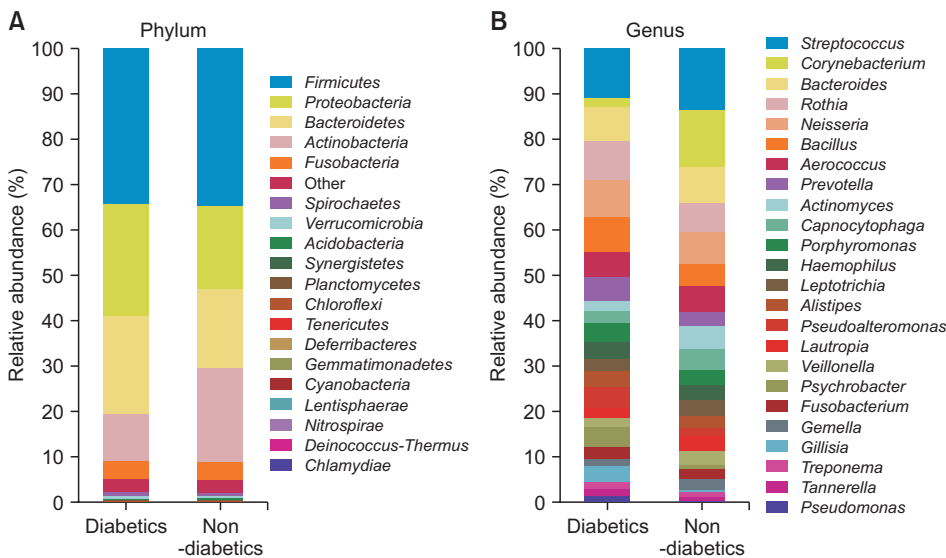 A
Phylum
Relative abundance (%)
100
90
80
70
60
50
40
30
20
10
0
Diabetics
Non
-diabetics
Firmicutes
Proteobacteria
Bacteroidetes
Actinobacteria
Fusobacteria
Other
Spirochaetes
Verrucomicrobia
Acidobacteria
Synergistetes
Planctomycetes
Chloroflexi
Tenericutes
Deferribacteres
Gemmatimonadetes
Cyanobacteria
Lentisphaerae
Nitrospirae
Deinococcus-Thermus
Chlamydiae
B
Genus
Relative abundance (%)
100
90
80
70
60
50
40
30
20
10
0
Diabetics
Non
-diabetics
Streptococcus
Corynebacterium
Bacteroides
Rothia
Neisseria
Bacillus
Aerococcus
Prevotella
Actinomyces
Capnocytophaga
Porphyromonas
Haemophilus
Leptotrichia
Alistipes
Pseudoalteromonas
Lautropia
Veillonella
Psychrobacter
Fusobacterium
Gemella
Gillisia
Treponema
Tannerella
Pseudomonas